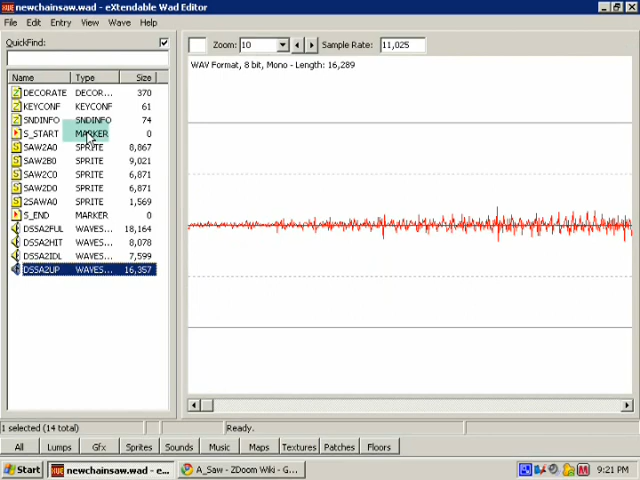 newchainsaw.wad - eXtendable Wad Editor
File Edit Entry View Wave Help
QuickFind:
Zoom: 10 Sample Rate: 11,025
WAV Format, 8 bit, Mono - Length: 16,289
Name Type Size
DECORATE DECOR... 370
KEYCONF KEYCONF 61
SNDINFO SNDINFO 74
S_START MARKER 0
SAW2A0 SPRITE 8,867
SAW2B0 SPRITE 9,021
SAW2C0 SPRITE 6,871
SAW2D0 SPRITE 6,871
2SAWA0 SPRITE 1,569
S_END MARKER 0
DSSA2FUL WAVES... 18,164
DSSA2HIT WAVES... 8,078
DSSA2IDL WAVES... 7,599
DSSA2UP WAVES... 16,357
1 selected (14 total) Ready.
All Lumps Gfx Sprites Sounds Music Maps Textures Patches Floors
Start newchainsaw.wad - e... A_Saw - ZDoom Wiki - G... 9:21 PM